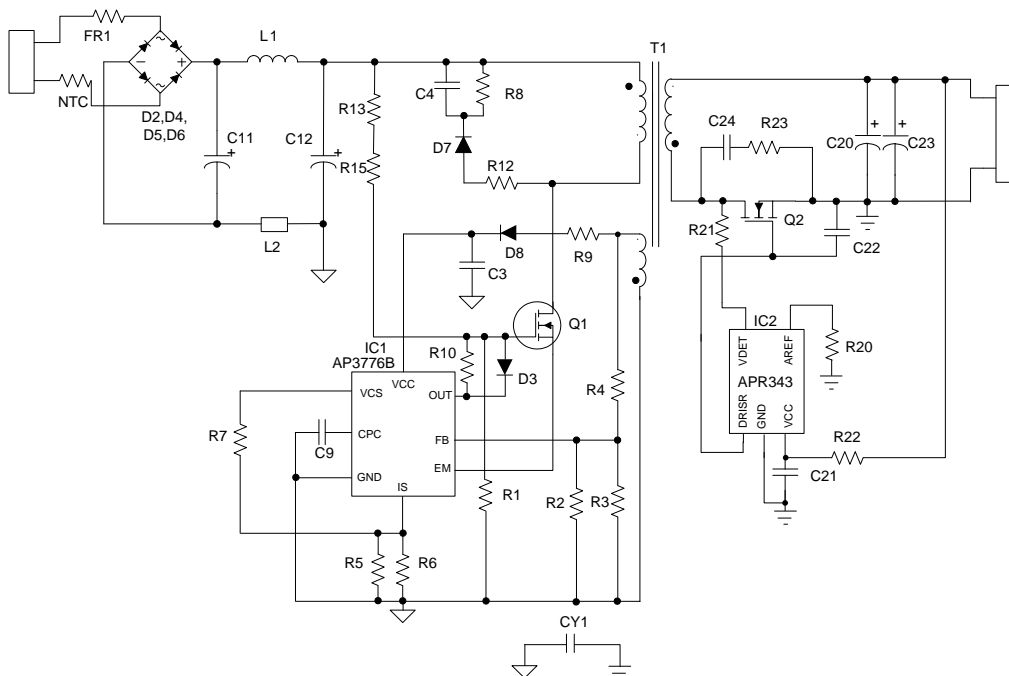 FR1
L1
T1
~
−
+
~
NTC
D2,D4,
D5,D6
C11
+
C12
+
R13
R15
C4
R8
D7
R12
C24
R23
C20
+
+
C23
Q2
R21
C22
L2
C3
D8
R9
Q1
IC1
AP3776B
R10
D3
R4
VCC
VCS
OUT
CPC
FB
GND
EM
IS
R7
C9
R1
R2
R3
R5
R6
IC2
VDET
AREF
APR343
DRISR
GND
VCC
R20
R22
C21
CY1